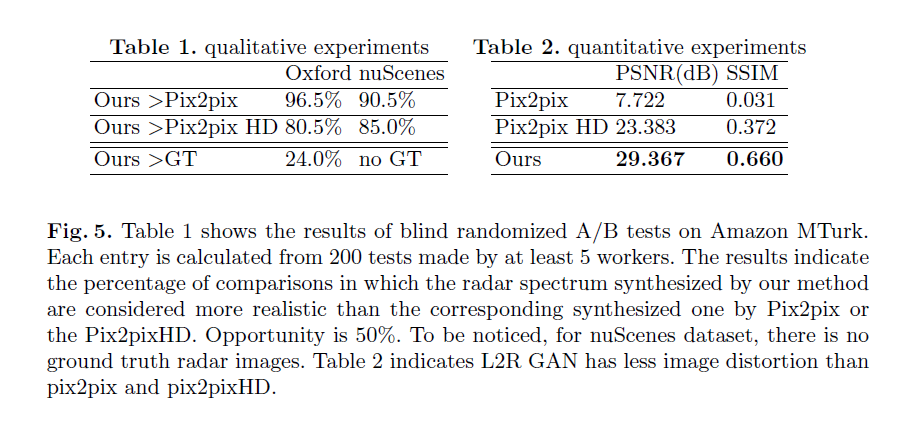 Table 1. qualitative experiments
Oxford nuScenes
Ours >Pix2pix 96.5% 90.5%
Ours >Pix2pix HD 80.5% 85.0%
Ours >GT 24.0% no GT
Table 2. quantitative experiments
PSNR(dB) SSIM
Pix2pix 7.722 0.031
Pix2pix HD 23.383 0.372
Ours 29.367 0.660
Fig. 5. Table 1 shows the results of blind randomized A/B tests on Amazon MTurk.
Each entry is calculated from 200 tests made by at least 5 workers. The results indicate
the percentage of comparisons in which the radar spectrum synthesized by our method
are considered more realistic than the corresponding synthesized one by Pix2pix or
the Pix2pixHD. Opportunity is 50%. To be noticed, for nuScenes dataset, there is no
ground truth radar images. Table 2 indicates L2R GAN has less image distortion than
pix2pix and pix2pixHD.